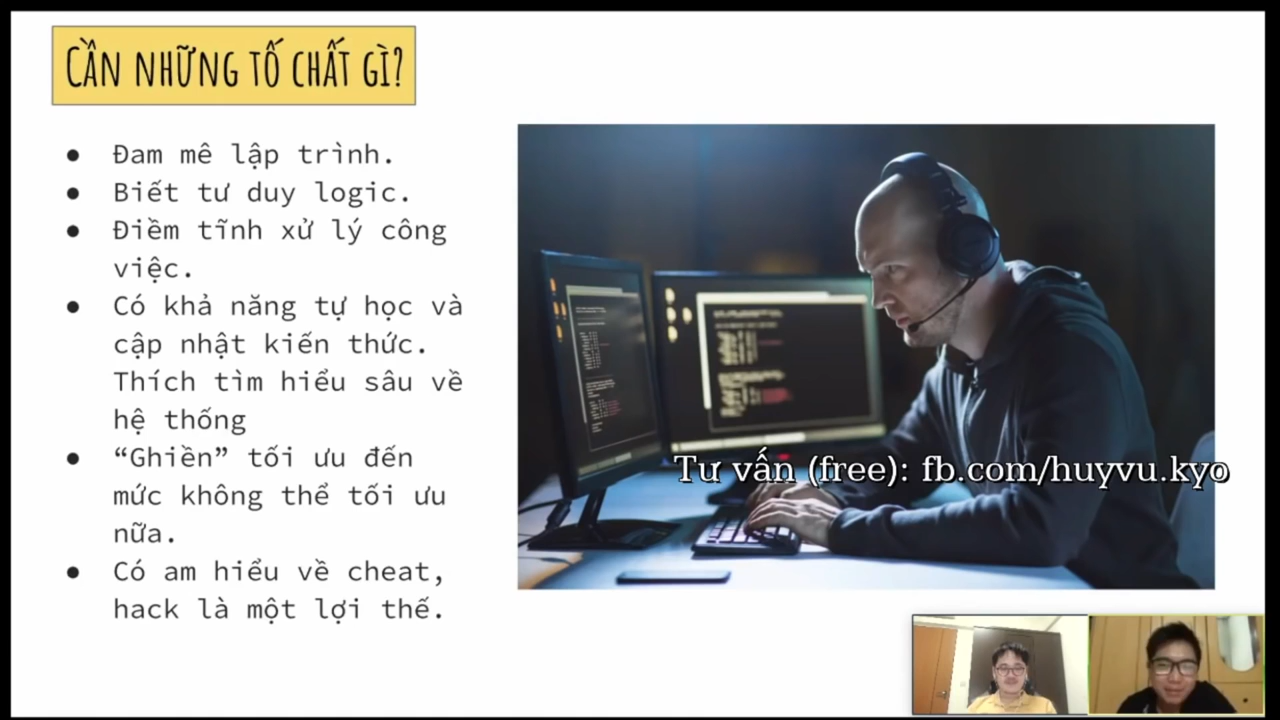 Cần những tố chất gì?
● Đam mê lập trình.
● Biết tư duy logic.
● Điềm tĩnh xử lý công
việc.
● Có khả năng tự học và
cập nhật kiến thức.
Thích tìm hiểu sâu về
hệ thống
● “Ghiền” tối ưu đến
mức không thể tối ưu
nữa.
● Có am hiểu về cheat,
hack là một lợi thế.
Tư vấn (free): fb.com/huyvu.kyo